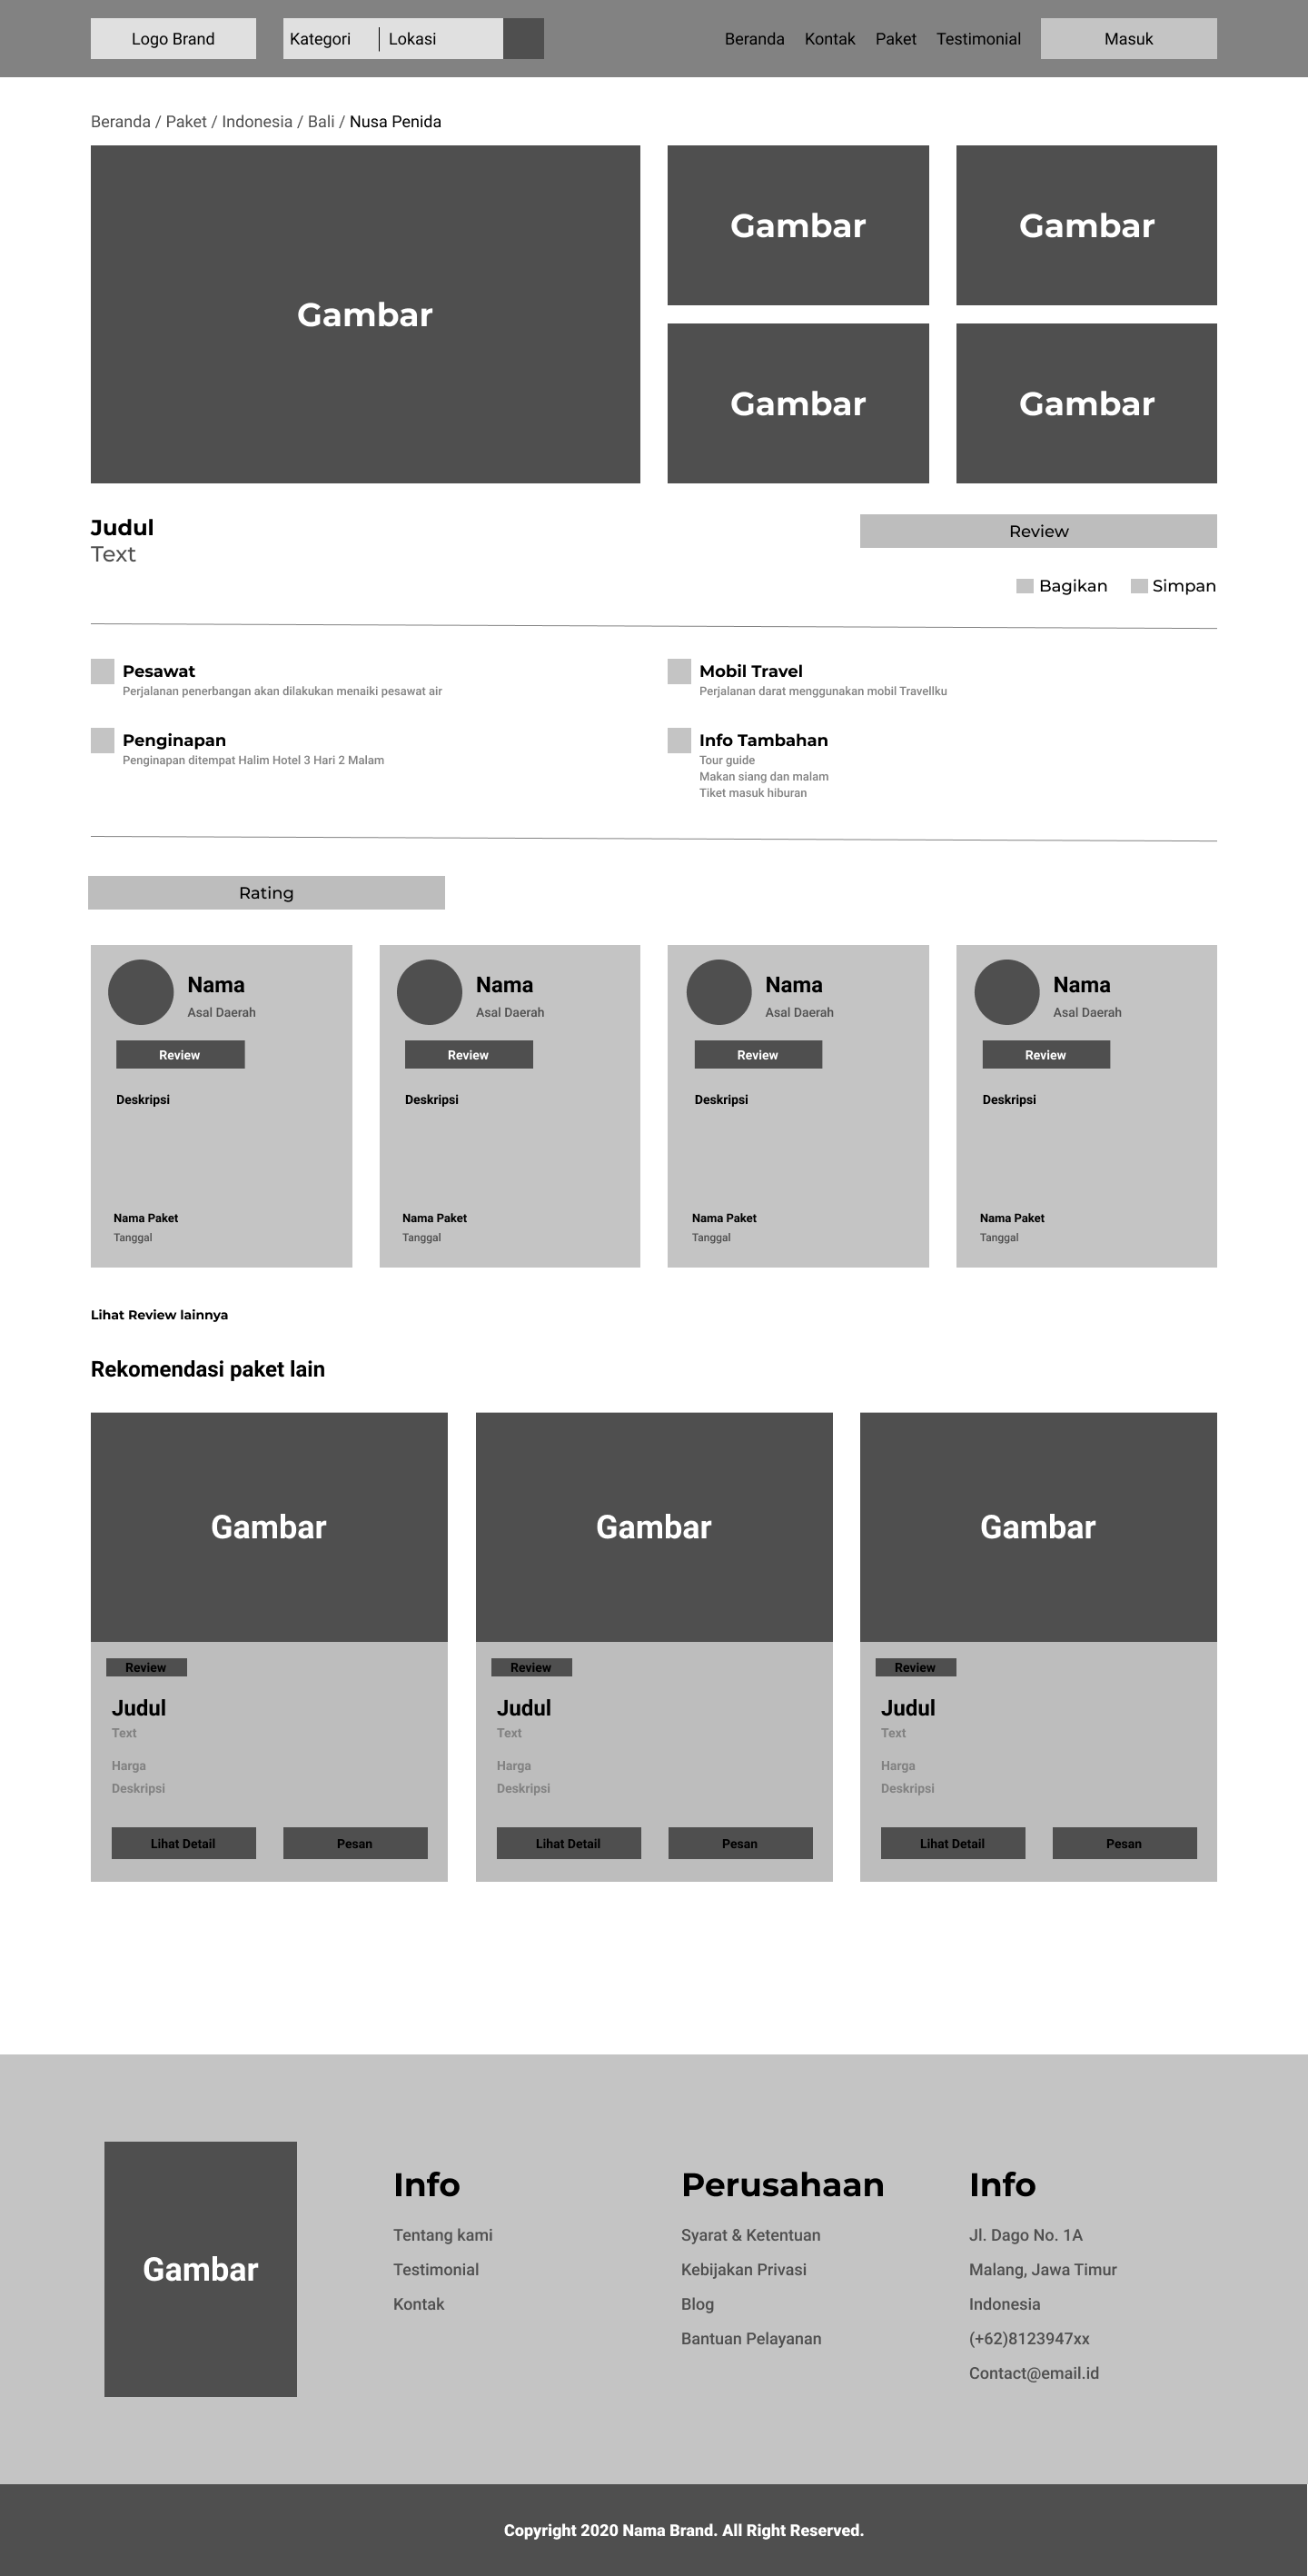 Logo Brand
Kategori
Lokasi
Beranda
Kontak
Paket
Testimonial
Masuk
Beranda / Paket / Indonesia / Bali / Nusa Penida
Gambar
Gambar
Gambar
Gambar
Gambar
Judul
Text
Review
Bagikan
Simpan
Pesawat
Perjalanan penerbangan akan dilakukan menaiki pesawat air
Mobil Travel
Perjalanan darat menggunakan mobil Travellku
Penginapan
Penginapan ditempat Halim Hotel 3 Hari 2 Malam
Info Tambahan
Tour guide
Makan siang dan malam
Tiket masuk hiburan
Rating
Nama
Asal Daerah
Review
Deskripsi
Nama Paket
Tanggal
Nama
Asal Daerah
Review
Deskripsi
Nama Paket
Tanggal
Nama
Asal Daerah
Review
Deskripsi
Nama Paket
Tanggal
Nama
Asal Daerah
Review
Deskripsi
Nama Paket
Tanggal
Lihat Review lainnya
Rekomendasi paket lain
Gambar
Review
Judul
Text
Harga
Deskripsi
Lihat Detail
Pesan
Gambar
Review
Judul
Text
Harga
Deskripsi
Lihat Detail
Pesan
Gambar
Review
Judul
Text
Harga
Deskripsi
Lihat Detail
Pesan
Gambar
Info
Tentang kami
Testimonial
Kontak
Perusahaan
Syarat & Ketentuan
Kebijakan Privasi
Blog
Bantuan Pelayanan
Info
Jl. Dago No. 1A
Malang, Jawa Timur
Indonesia
(+62)8123947xx
Contact@email.id
Copyright 2020 Nama Brand. All Right Reserved.